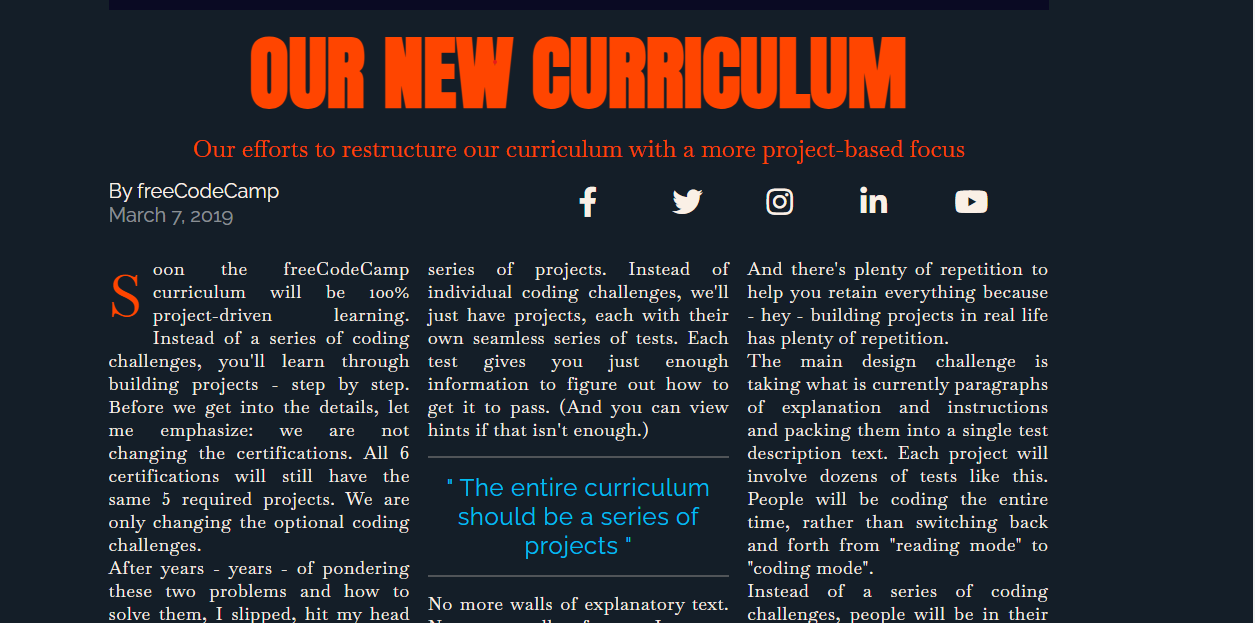 OUR NEW CURRICULUM
Our efforts to restructure our curriculum with a more project-based focus
By freeCodeCamp
March 7, 2019
Soon the freeCodeCamp
curriculum will be 100%
project-driven learning.
Instead of a series of coding
challenges, you'll learn through
building projects - step by step.
Before we get into the details, let
me emphasize: we are not
changing the certifications. All 6
certifications will still have the
same 5 required projects. We are
only changing the optional coding
challenges.
After years - years - of pondering
these two problems and how to
solve them, I slipped, hit my head
series of projects. Instead of
individual coding challenges, we'll
just have projects, each with their
own seamless series of tests. Each
test gives you just enough
information to figure out how to
get it to pass. (And you can view
hints if that isn't enough.)
" The entire curriculum
should be a series of
projects "
No more walls of explanatory text.
And there's plenty of repetition to
help you retain everything because
- hey - building projects in real life
has plenty of repetition.
The main design challenge is
taking what is currently paragraphs
of explanation and instructions
and packing them into a single test
description text. Each project will
involve dozens of tests like this.
People will be coding the entire
time, rather than switching back
and forth from "reading mode" to
"coding mode".
Instead of a series of coding
challenges, people will be in their